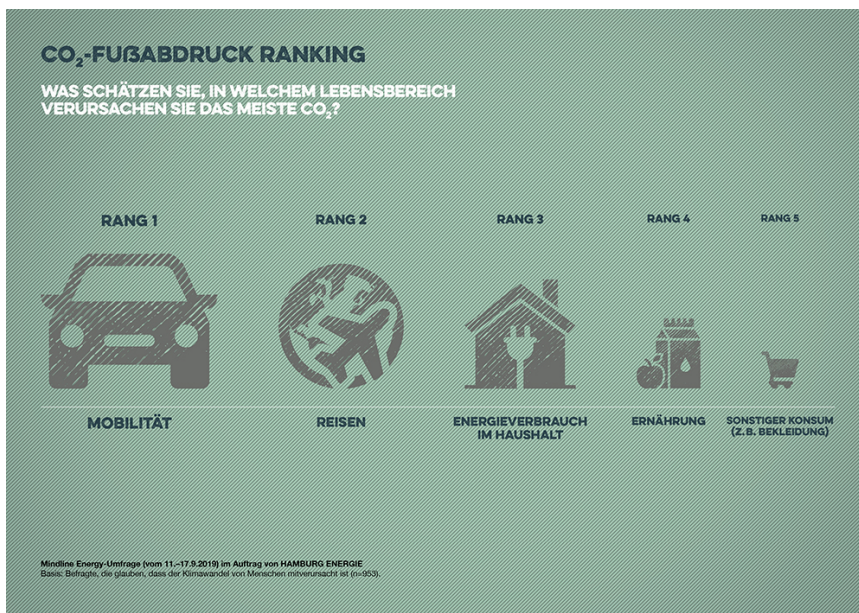 CO₂-FUẞABDRUCK RANKING
WAS SCHÄTZEN SIE, IN WELCHEM LEBENSBEREICH
VERURSACHEN SIE DAS MEISTE CO₂?
RANG 1
RANG 2
RANG 3
RANG 4
RANG 5
MOBILITÄT
REISEN
ENERGIEVERBRAUCH
IM HAUSHALT
ERNÄHRUNG
SONSTIGER KONSUM
(Z.B. BEKLEIDUNG)
Mindline Energy-Umfrage (vom 11.–17.9.2019) im Auftrag von HAMBURG ENERGIE
Basis: Befragte, die glauben, dass der Klimawandel von Menschen mitverursacht ist (n=953).